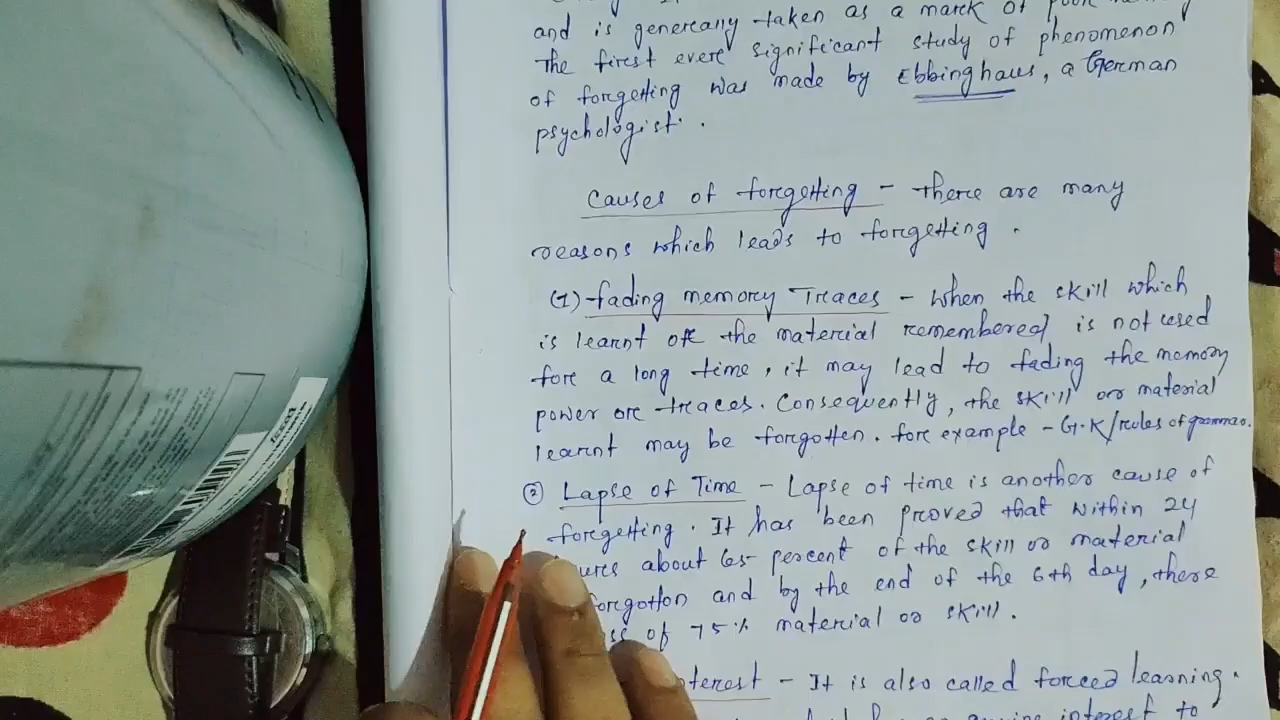 and is generally taken as a mark of poor
The first ever significant study of phenomenon
of forgetting was made by Ebbinghaus, a German
psychologist.
Causes of forgetting - there are many
reasons which leads to forgetting.
(1) fading memory Traces - When the skill which
is learnt or the material remembered is not used
for a long time, it may lead to fading the memory
power or traces. Consequently, the skill or material
learnt may be forgotten. for example - G.K/rules of grammar.
② Lapse of Time - Lapse of time is another cause of
forgetting. It has been proved that within 24
about 65 percent of the skill or material
forgotton and by the end of the 6th day, there
of 75% material or skill.
terest - It is also called forced learning.
interest to